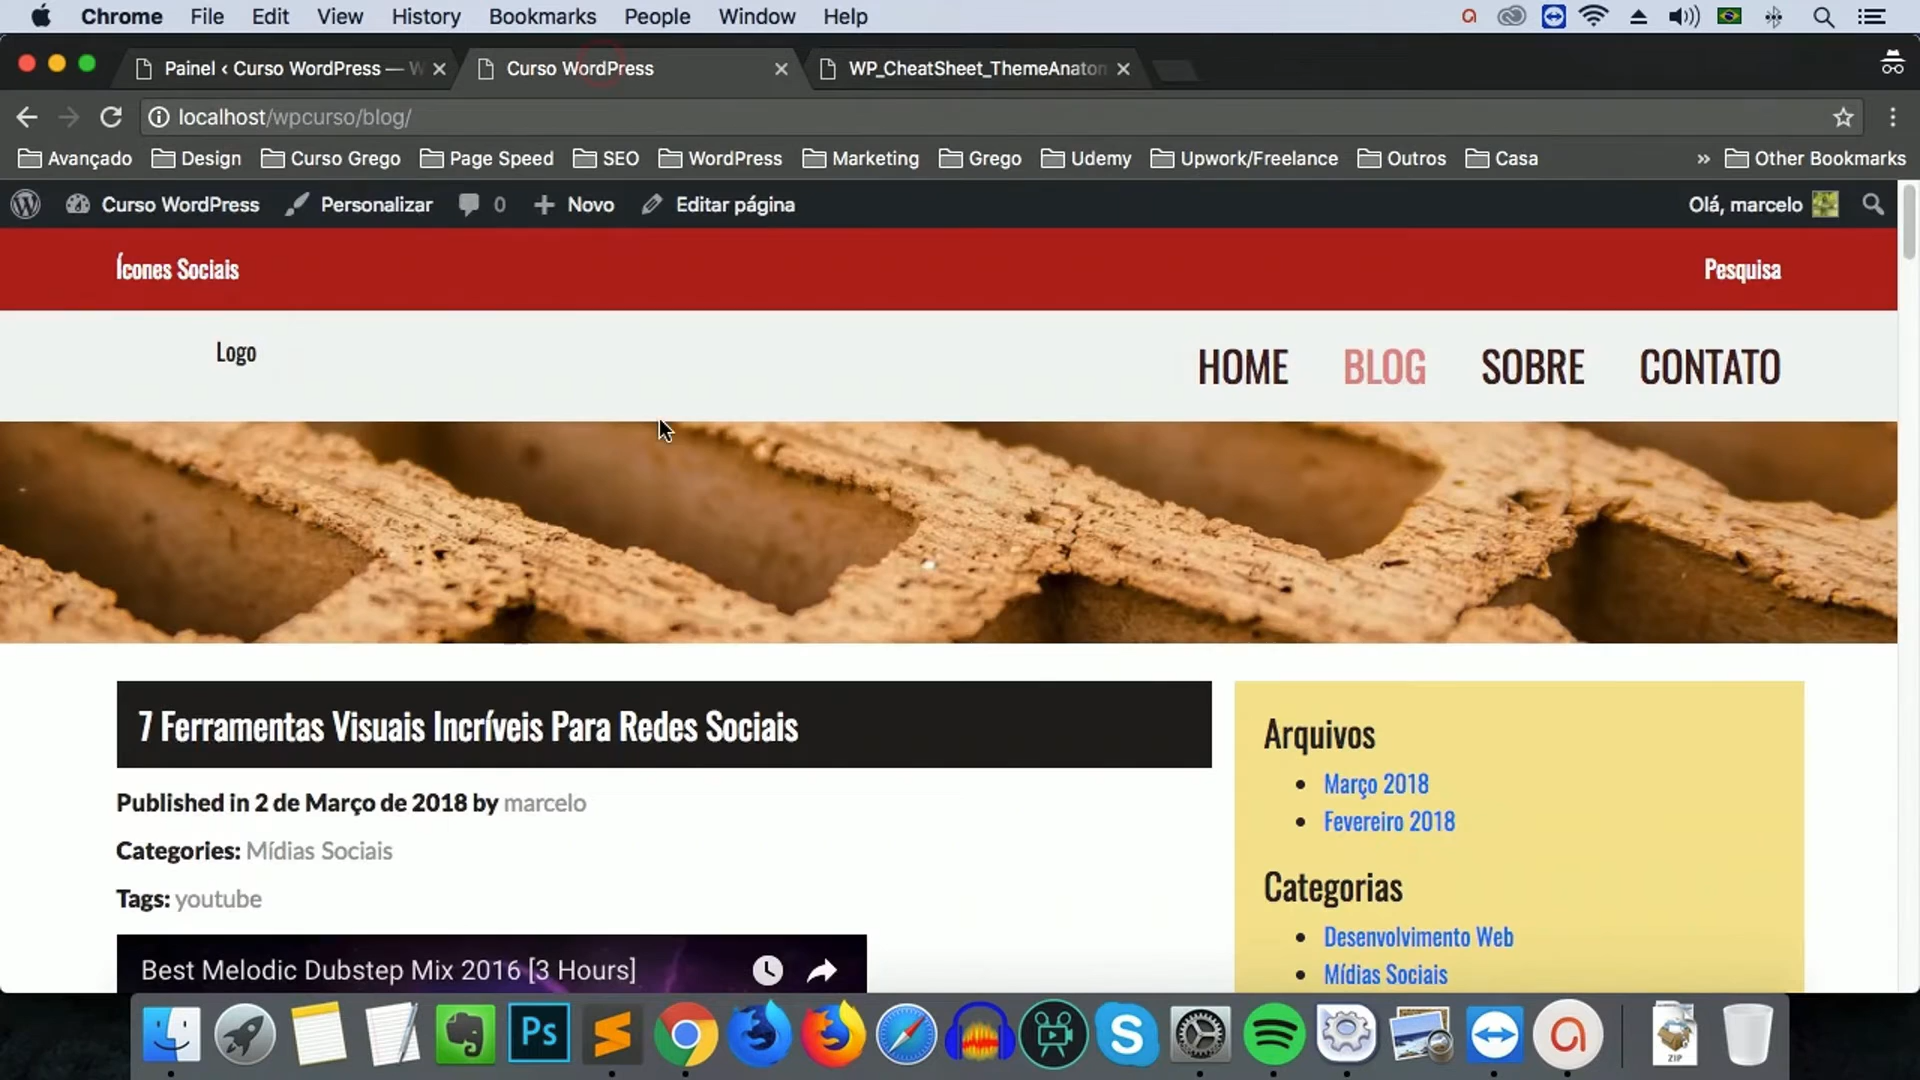 Chrome File Edit View History Bookmarks People Window Help
Painel ‹ Curso WordPress — W
Curso WordPress
WP_CheatSheet_ThemeAnatom
localhost/wpcurso/blog/
Avançado Design Curso Grego Page Speed SEO WordPress Marketing Grego Udemy Upwork/Freelance Outros Casa » Other Bookmarks
Curso WordPress Personalizar 0 Novo Editar página Olá, marcelo
Ícones Sociais
Pesquisa
Logo
HOME BLOG SOBRE CONTATO
7 Ferramentas Visuais Incríveis Para Redes Sociais
Published in 2 de Março de 2018 by marcelo
Categories: Mídias Sociais
Tags: youtube
Best Melodic Dubstep Mix 2016 [3 Hours]
Arquivos
Março 2018
Fevereiro 2018
Categorias
Desenvolvimento Web
Mídias Sociais
Ps
ZIP